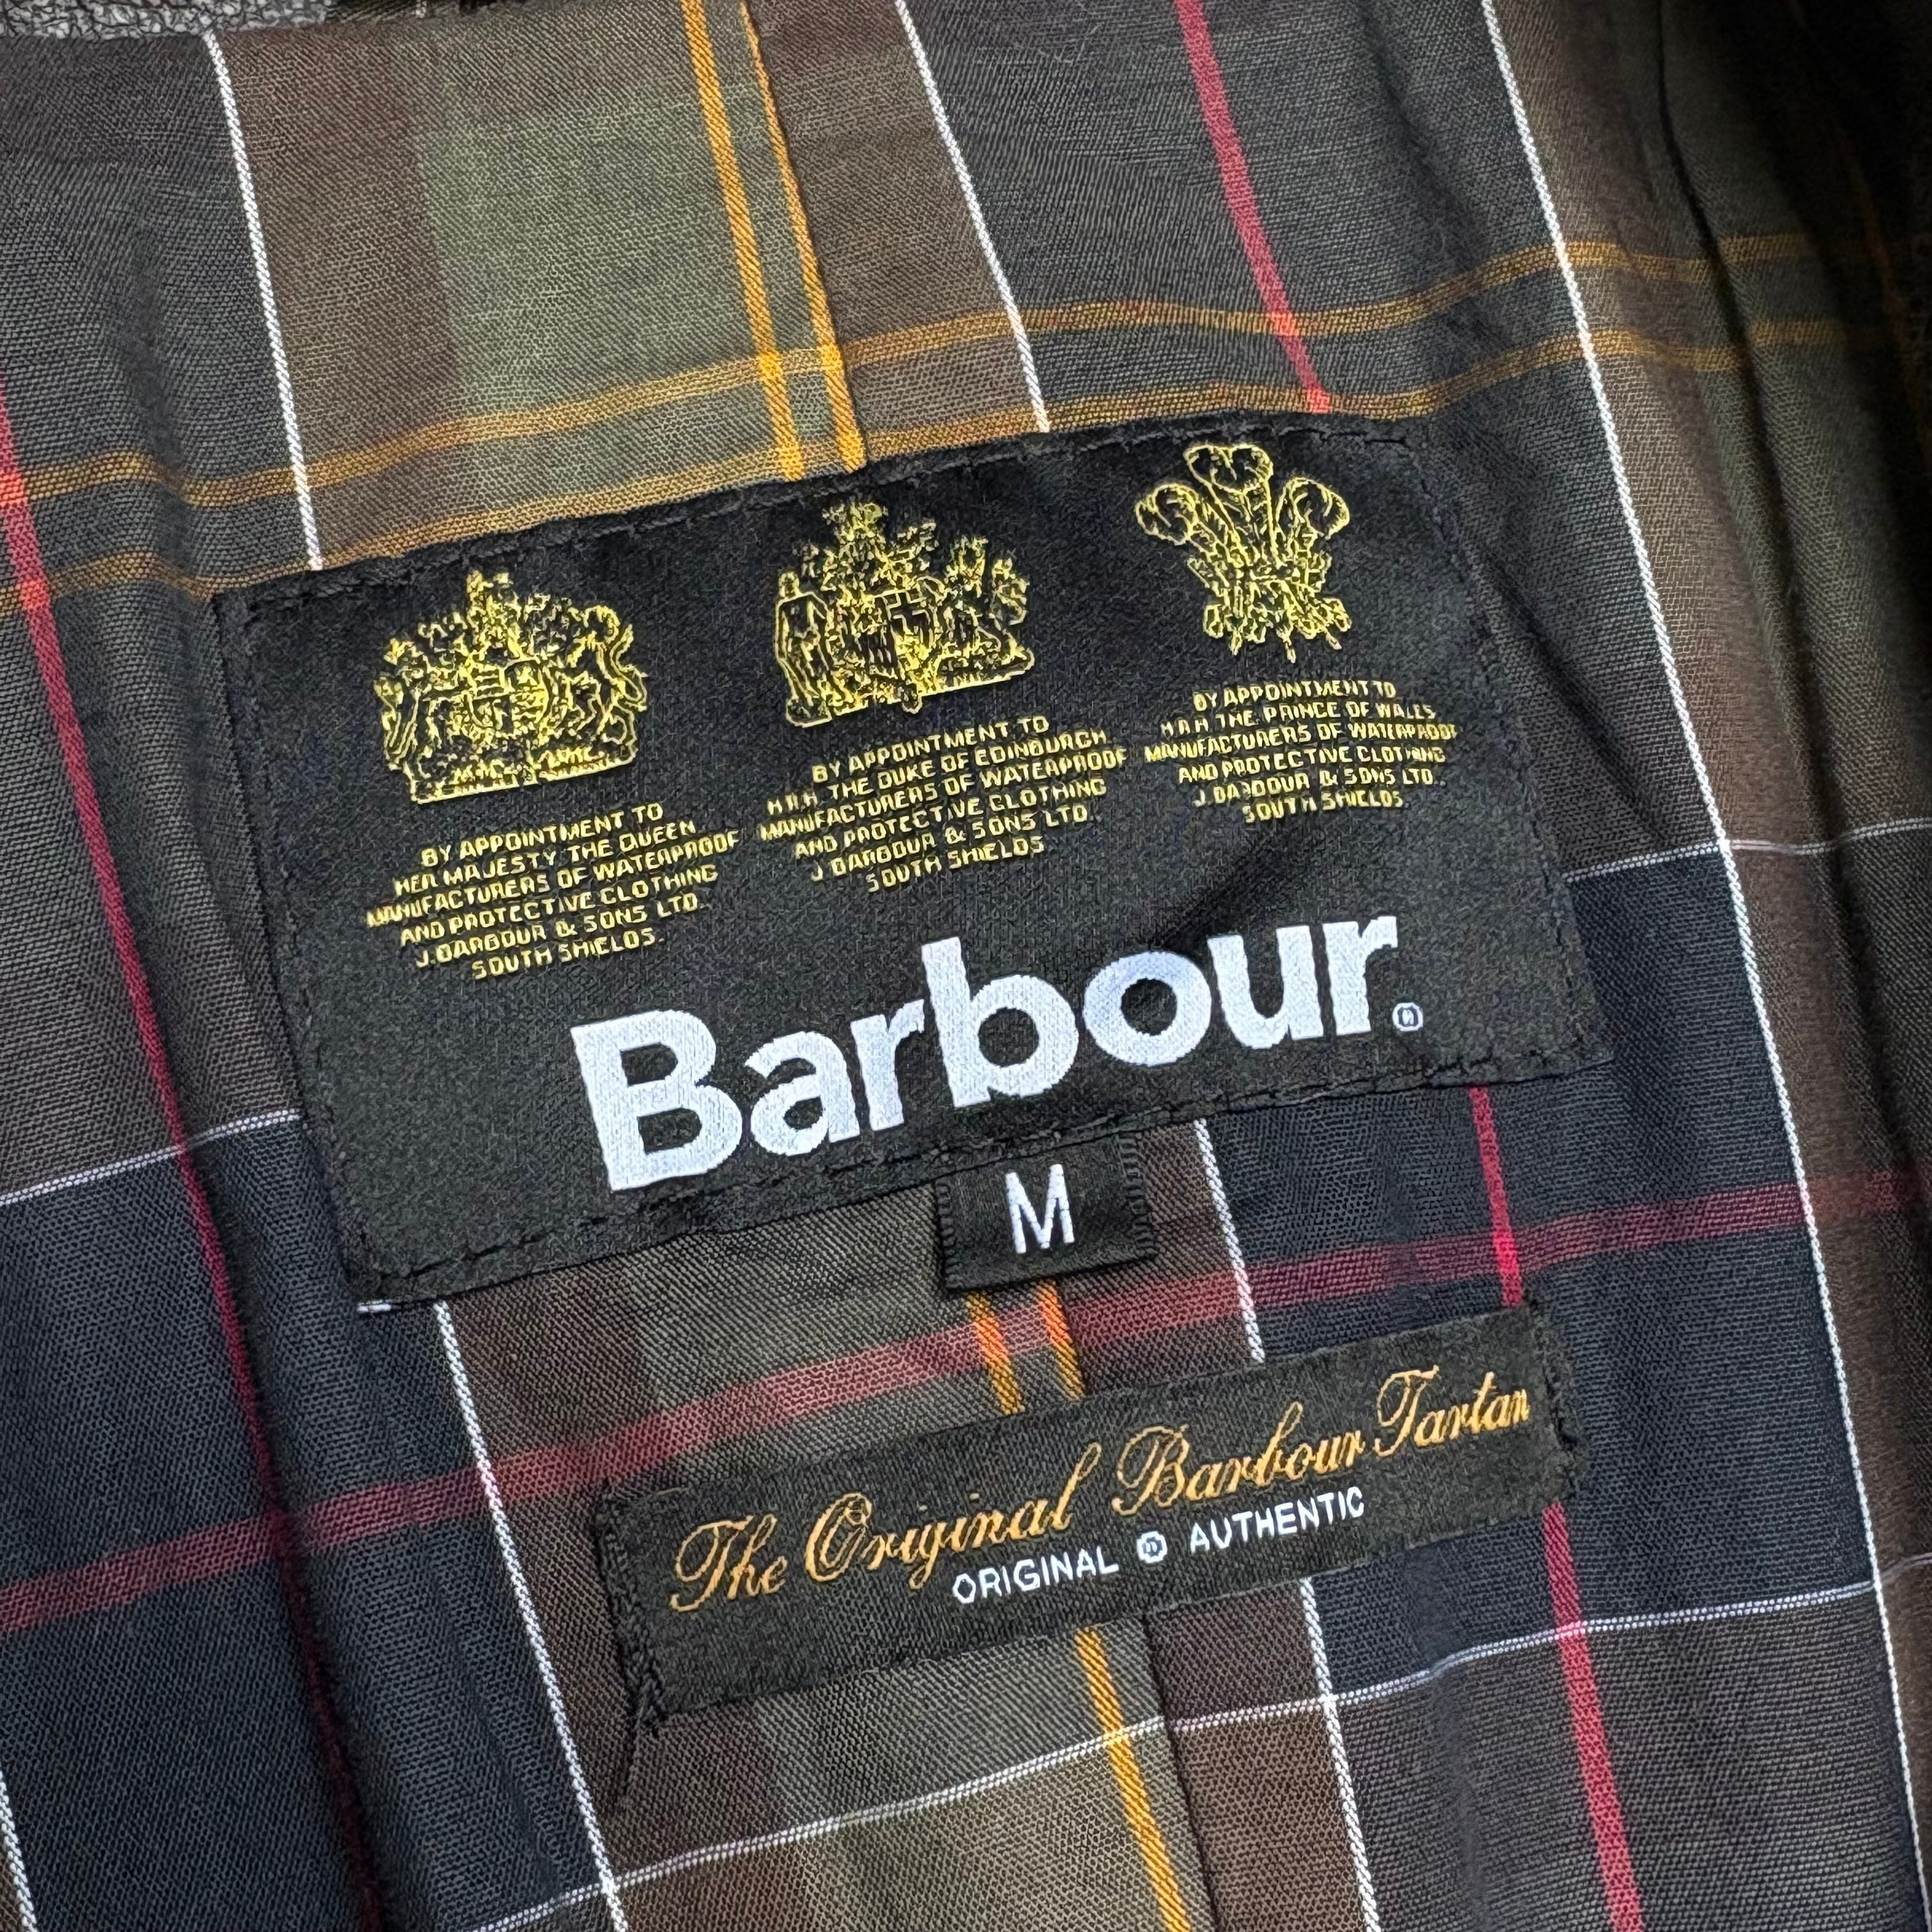 BY APPOINTMENT TO
HER MAJESTY THE QUEEN
MANUFACTURERS OF WATERPROOF
AND PROTECTIVE CLOTHING
J. BARBOUR & SONS LTD.
SOUTH SHIELDS.
BY APPOINTMENT TO
H.R.H. THE DUKE OF EDINBURGH
MANUFACTURERS OF WATERPROOF
AND PROTECTIVE CLOTHING
J. BARBOUR & SONS LTD.
SOUTH SHIELDS
BY APPOINTMENT TO
H.R.H. THE PRINCE OF WALES
MANUFACTURERS OF WATERPROOF
AND PROTECTIVE CLOTHING
J. BARBOUR & SONS LTD.
SOUTH SHIELDS
Barbour.®
M
The Original Barbour Tartan
ORIGINAL AUTHENTIC